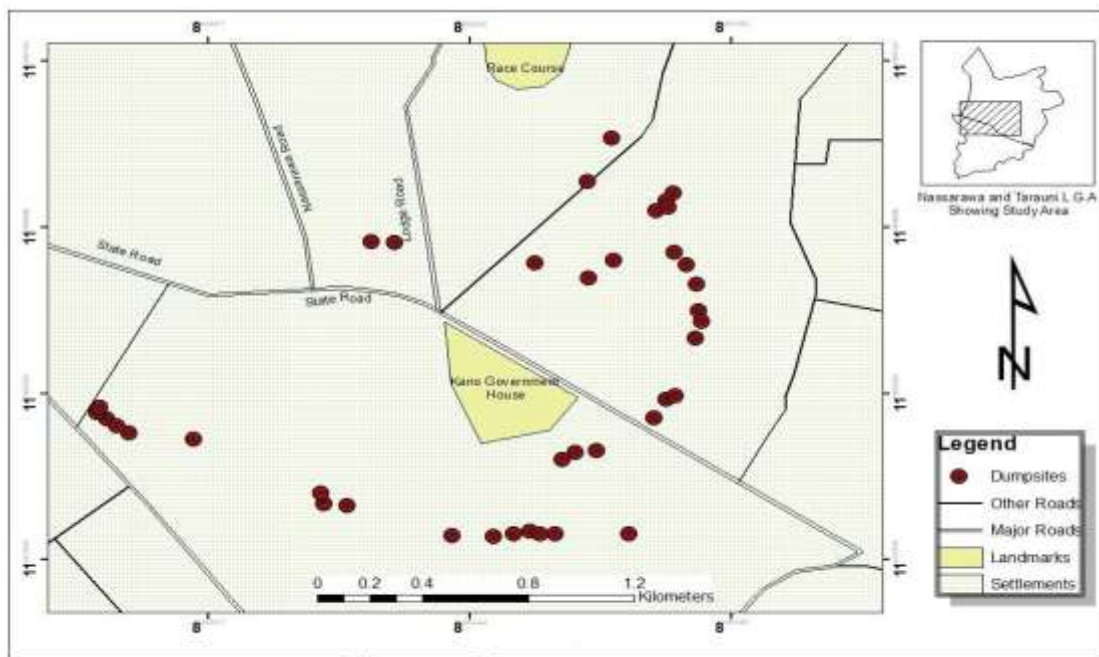 8
8
8
11
11
Race Course
Nassarawa Road
Lodge Road
State Road
State Road
Nassarawa and Tarauni L.G.A
Showing Study Area
N
Kano Government
House
11
11
11
11
11
11
Legend
Dumpsites
Other Roads
Major Roads
Landmarks
Settlements
0 0.2 0.4 0.8 1.2
Kilometers
8
8
8